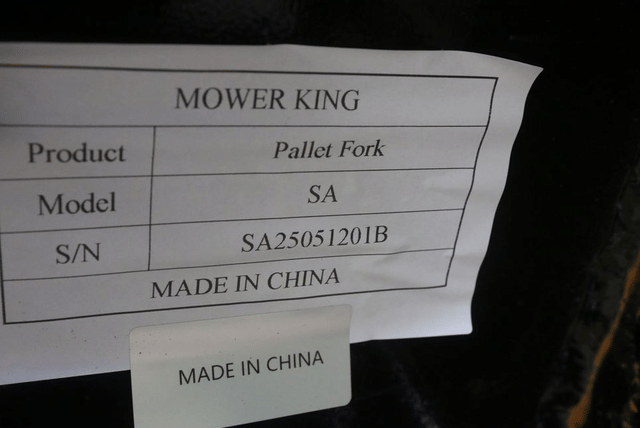 MOWER KING
Product Pallet Fork
Model SA
S/N SA25051201B
MADE IN CHINA
MADE IN CHINA